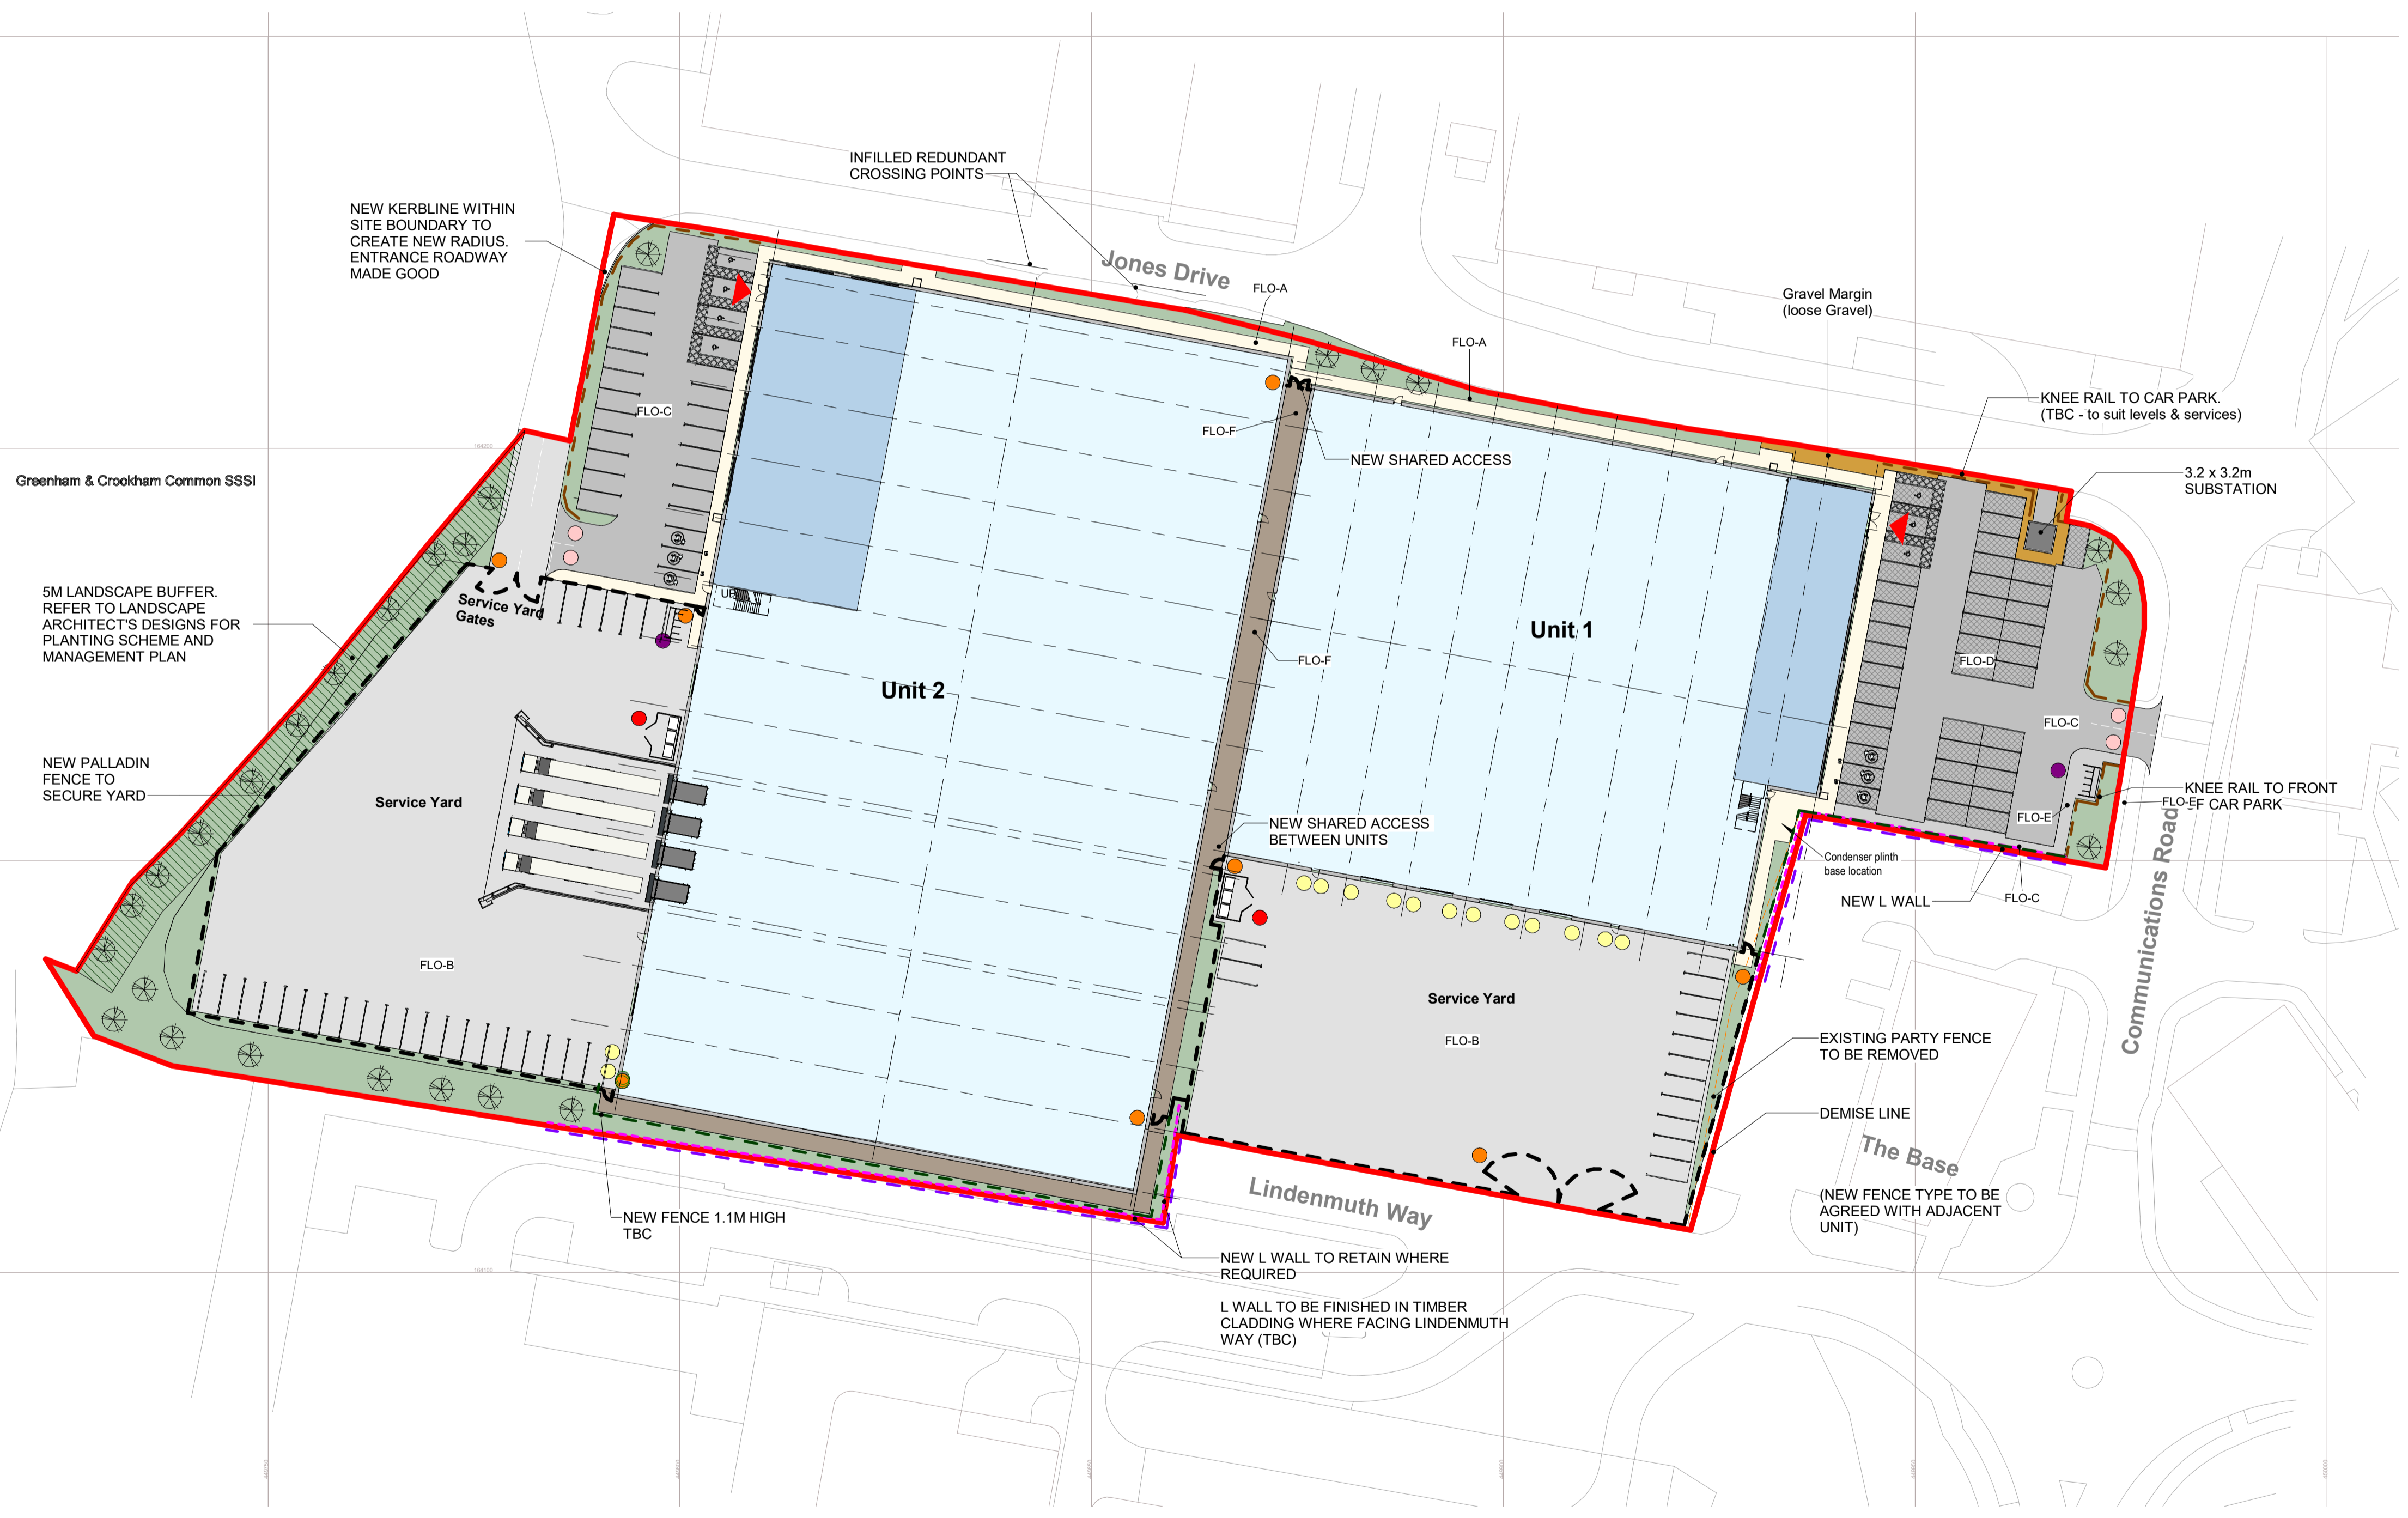 INFILLED REDUNDANT
CROSSING POINTS
NEW KERBLINE WITHIN
SITE BOUNDARY TO
CREATE NEW RADIUS.
ENTRANCE ROADWAY
MADE GOOD
Jones Drive
FLO-A
Gravel Margin
(loose Gravel)
FLO-A
KNEE RAIL TO CAR PARK.
(TBC - to suit levels & services)
FLO-C
FLO-F
164200
NEW SHARED ACCESS
Greenham & Crookham Common SSSI
3.2 x 3.2m
SUBSTATION
5M LANDSCAPE BUFFER.
REFER TO LANDSCAPE
ARCHITECT'S DESIGNS FOR
PLANTING SCHEME AND
MANAGEMENT PLAN
Service Yard
Gates
UP
Unit 1
FLO-F
FLO-D
Unit 2
FLO-C
NEW PALLADIN
FENCE TO
SECURE YARD
Service Yard
KNEE RAIL TO FRONT
OF CAR PARK
FLO-E
FLO-E
NEW SHARED ACCESS
BETWEEN UNITS
Condenser plinth
base location
NEW L WALL
FLO-C
Communications Road
FLO-B
Service Yard
FLO-B
EXISTING PARTY FENCE
TO BE REMOVED
DEMISE LINE
The Base
(NEW FENCE TYPE TO BE
AGREED WITH ADJACENT
UNIT)
Lindenmuth Way
NEW FENCE 1.1M HIGH
TBC
NEW L WALL TO RETAIN WHERE
REQUIRED
164100
L WALL TO BE FINISHED IN TIMBER
CLADDING WHERE FACING LINDENMUTH
WAY (TBC)